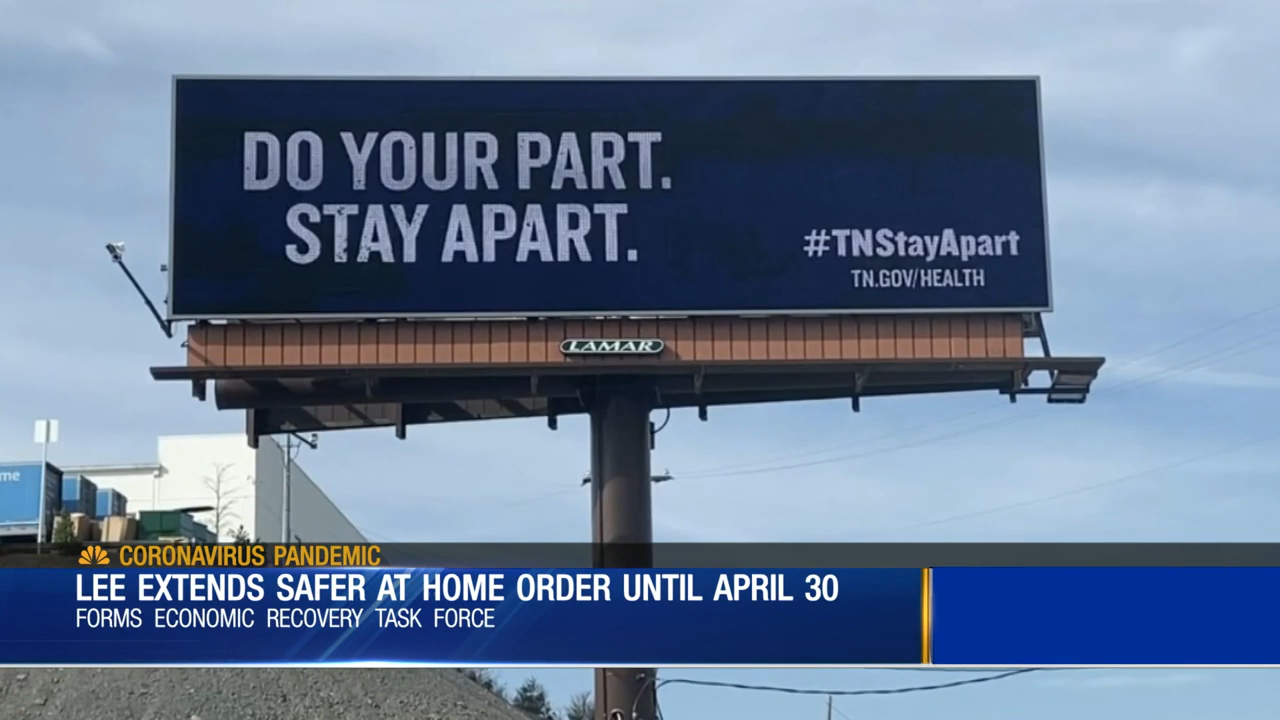 DO YOUR PART.
STAY APART.
#TNStayApart
TN.GOV/HEALTH
LAMAR
me
CORONAVIRUS PANDEMIC
LEE EXTENDS SAFER AT HOME ORDER UNTIL APRIL 30
FORMS ECONOMIC RECOVERY TASK FORCE